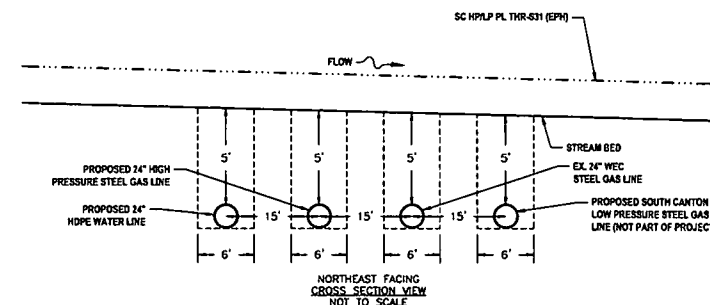 SC HP/LP PL THR-S31 (EPH)
FLOW
5' 5' 5' 5'
STREAM BED
PROPOSED 24" HIGH
PRESSURE STEEL GAS LINE
EX. 24" WEC
STEEL GAS LINE
PROPOSED 24"
HDPE WATER LINE
15' 15' 15'
PROPOSED SOUTH CANTON
LOW PRESSURE STEEL GAS
LINE (NOT PART OF PROJECT
6' 6' 6' 6'
NORTHEAST FACING
CROSS SECTION VIEW
NOT TO SCALE